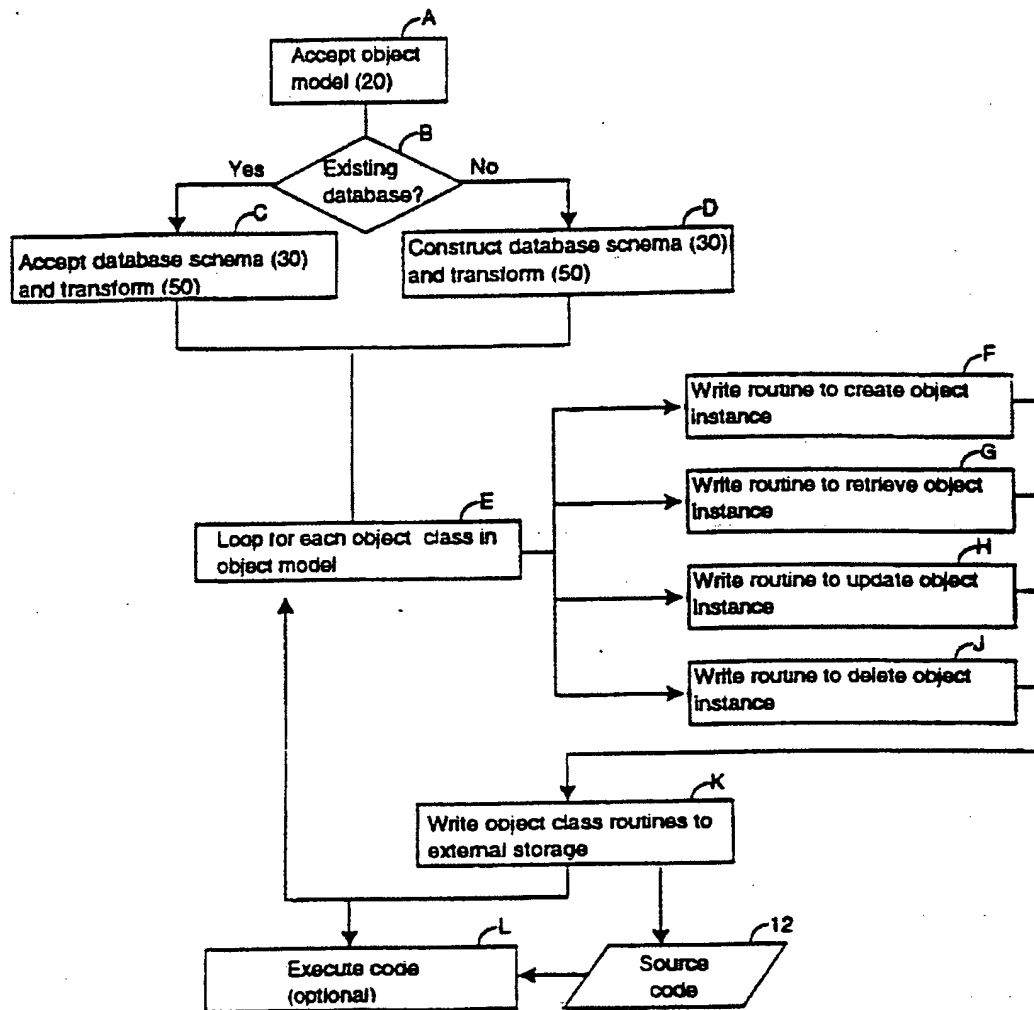 A
Accept object
model (20)
B
Yes
Existing
database?
No
C
Accept database schema (30)
and transform (50)
D
Construct database schema (30)
and transform (50)
F
Write routine to create object
instance
G
Write routine to retrieve object
instance
E
Loop for each object class in
object model
H
Write routine to update object
instance
J
Write routine to delete object
instance
K
Write object class routines to
external storage
L
Execute code
(optional)
12
Source
code